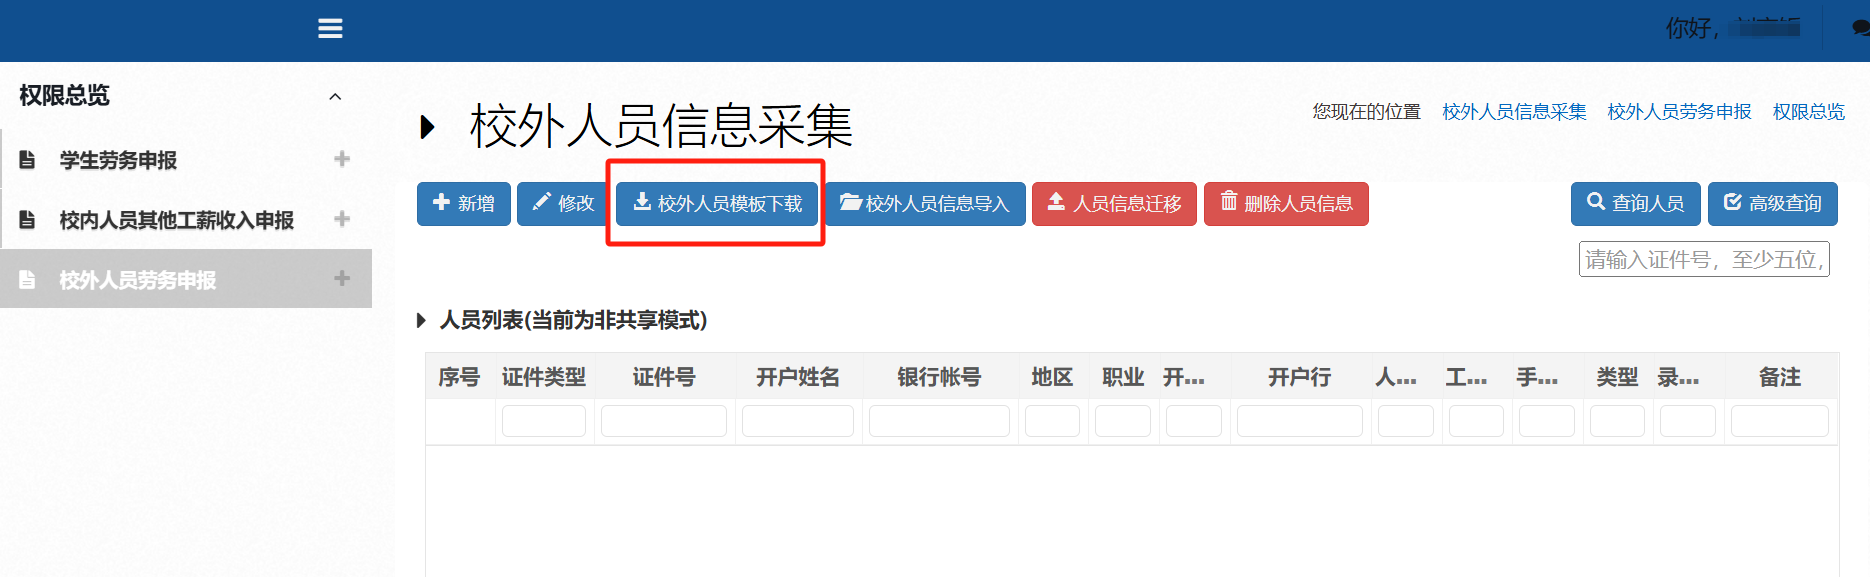 你好，
权限总览
学生劳务申报
校内人员其他工薪收入申报
校外人员劳务申报
校外人员信息采集
您现在的位置 校外人员信息采集 校外人员劳务申报 权限总览
新增 修改 校外人员模板下载 校外人员信息导入 人员信息迁移 删除人员信息 查询人员 高级查询
请输入证件号，至少五位，
人员列表(当前为非共享模式)
序号 证件类型 证件号 开户姓名 银行帐号 地区 职业 开... 开户行 人... 工... 手... 类型 录... 备注